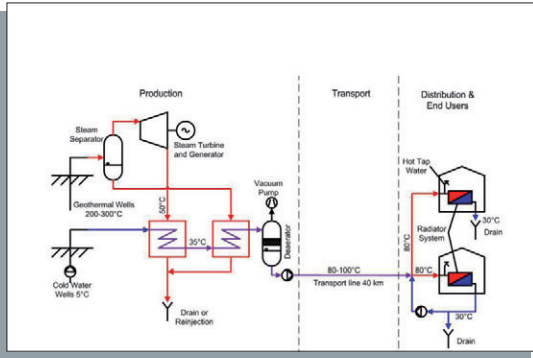 Production
Transport
Distribution &
End Users
Steam
Separator
Steam Turbine
and Generator
Geothermal Wells
200-300°C
50°C
Vacuum
Pump
Deaerator
35°C
Cold Water
Wells 5°C
Drain or
Reinjection
80-100°C
Transport line 40 km
Hot Tap
Water
80°C
30°C
Drain
Radiator
System
80°C
30°C
Drain